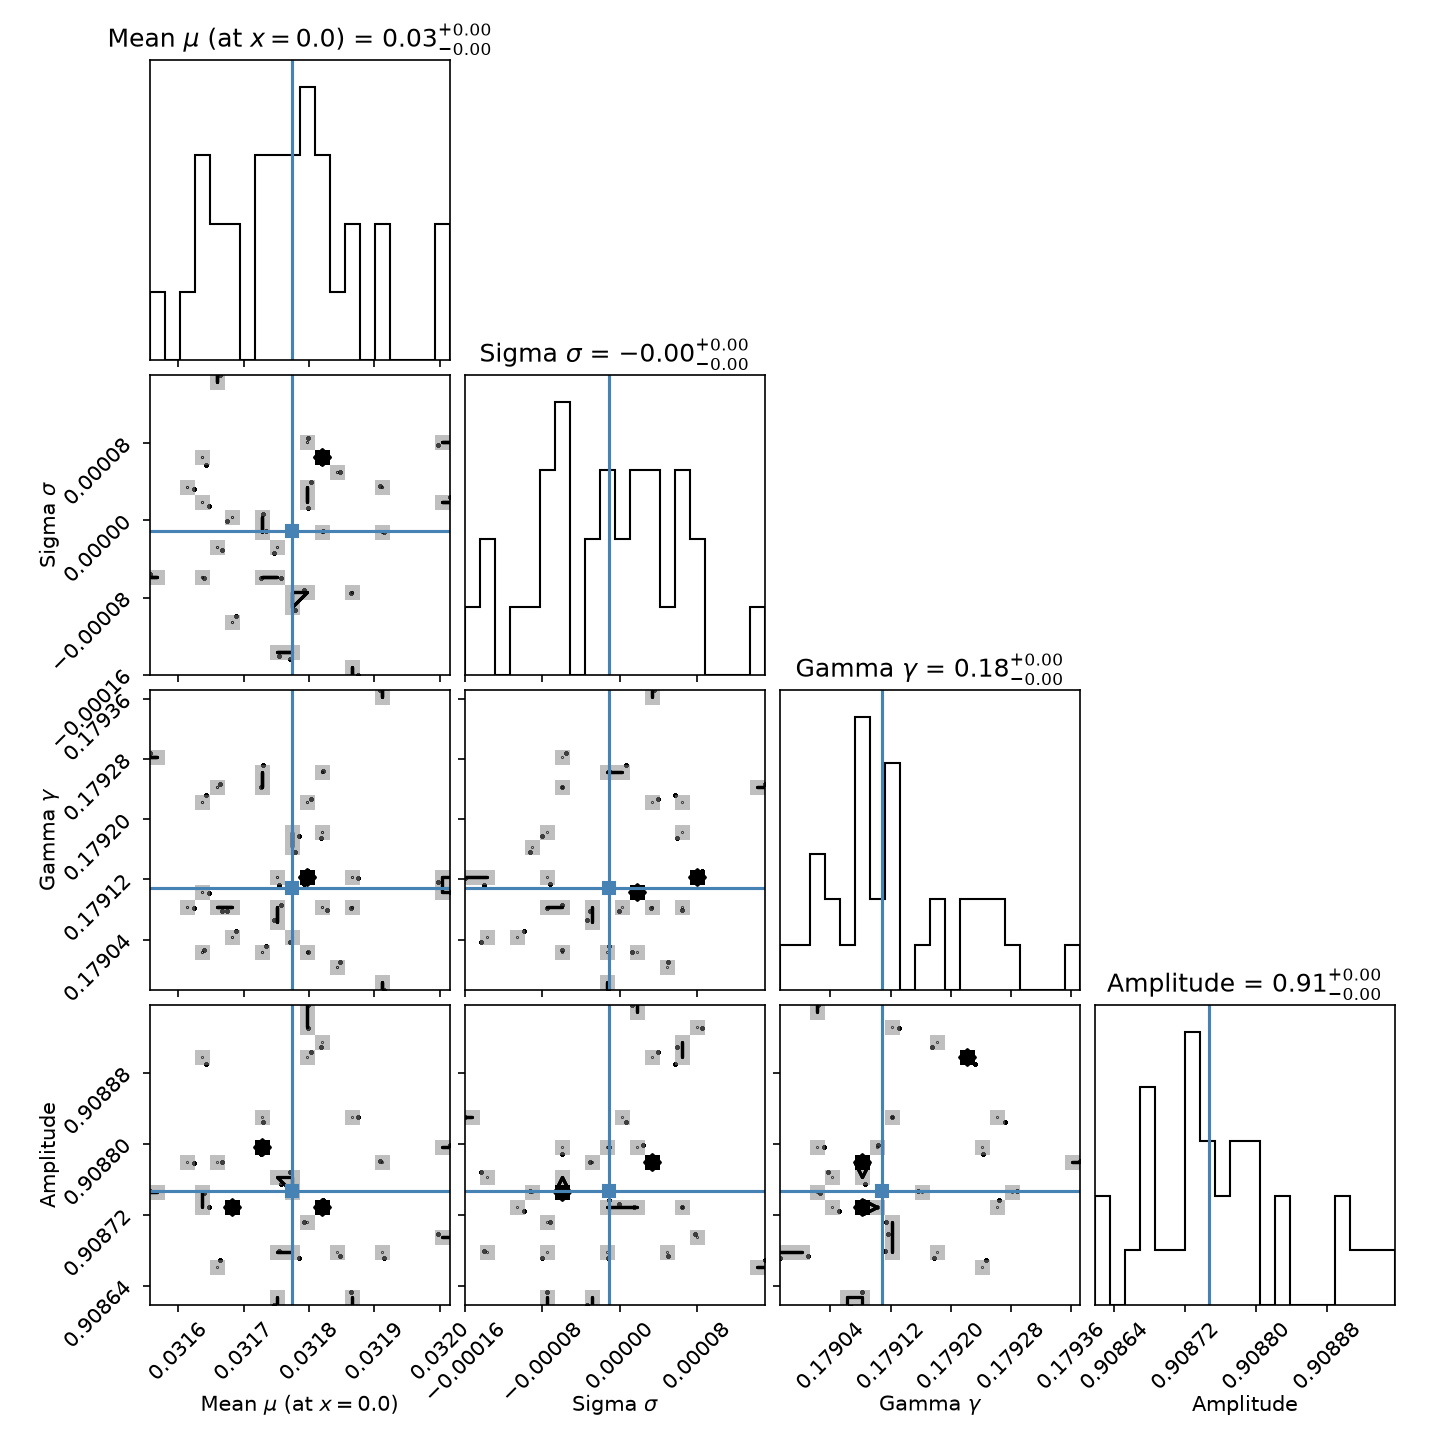 Mean μ (at x = 0.0) = 0.03+0.00−0.00
Sigma σ = −0.00+0.00−0.00
Sigma σ
0.00008
0.00000
−0.00008
−0.00016
Gamma γ = 0.18+0.00−0.00
Gamma γ
0.17936
0.17928
0.17920
0.17912
0.17904
Amplitude = 0.91+0.00−0.00
Amplitude
0.90888
0.90880
0.90872
0.90864
0.0316 0.0317 0.0318 0.0319 0.0320 −0.00016 −0.00008 0.00000 0.00008 0.17904 0.17912 0.17920 0.17928 0.17936 0.90864 0.90872 0.90880 0.90888
Mean μ (at x = 0.0) Sigma σ Gamma γ Amplitude